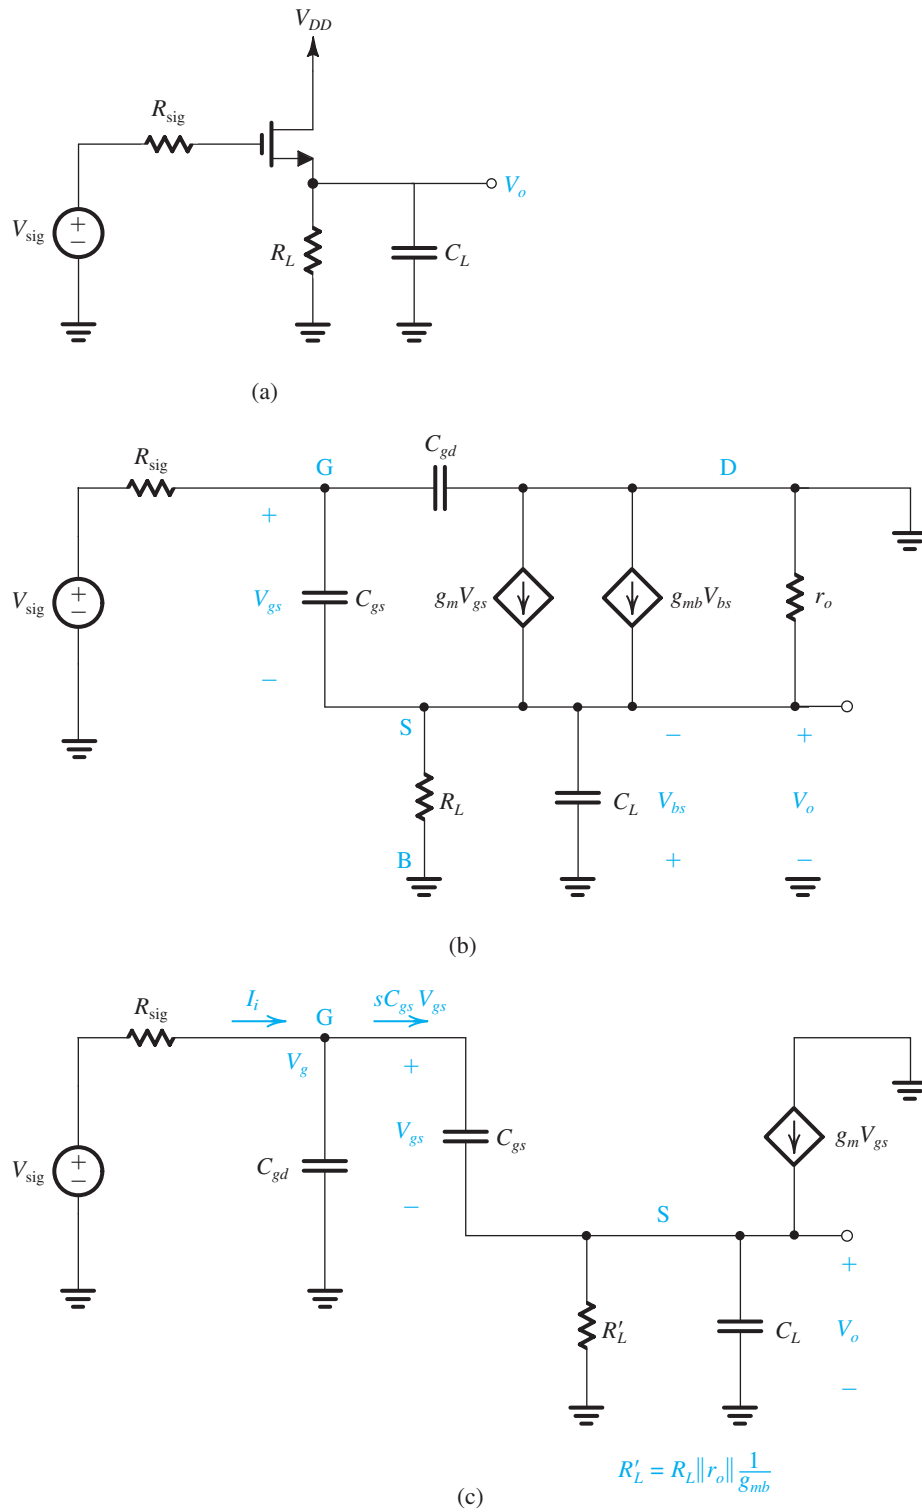 V_DD
R_sig
V_sig
+
−
R_L
C_L
V_o
(a)
R_sig
G
C_gd
D
+
V_sig
+
−
V_gs
C_gs
g_m V_gs
g_mb V_bs
r_o
−
S
−
+
R_L
C_L
V_bs
V_o
B
+
−
(b)
R_sig
I_i
G
sC_gs V_gs
V_g
+
V_sig
+
−
C_gd
V_gs
C_gs
g_m V_gs
−
S
+
R′_L
C_L
V_o
−
R′_L = R_L || r_o || 1/g_mb
(c)